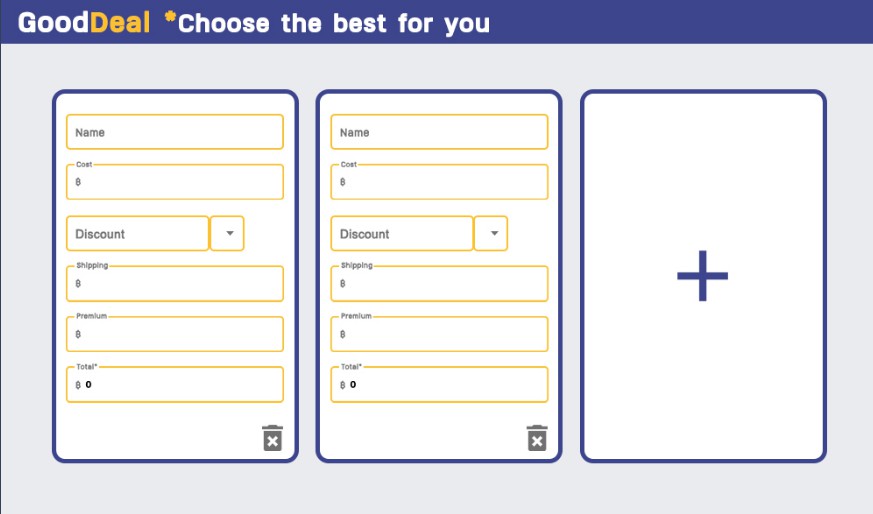 GoodDeal *Choose the best for you
Name
Cost
฿
Discount
Shipping
฿
Premium
฿
Total*
฿ 0
Name
Cost
฿
Discount
Shipping
฿
Premium
฿
Total*
฿ 0